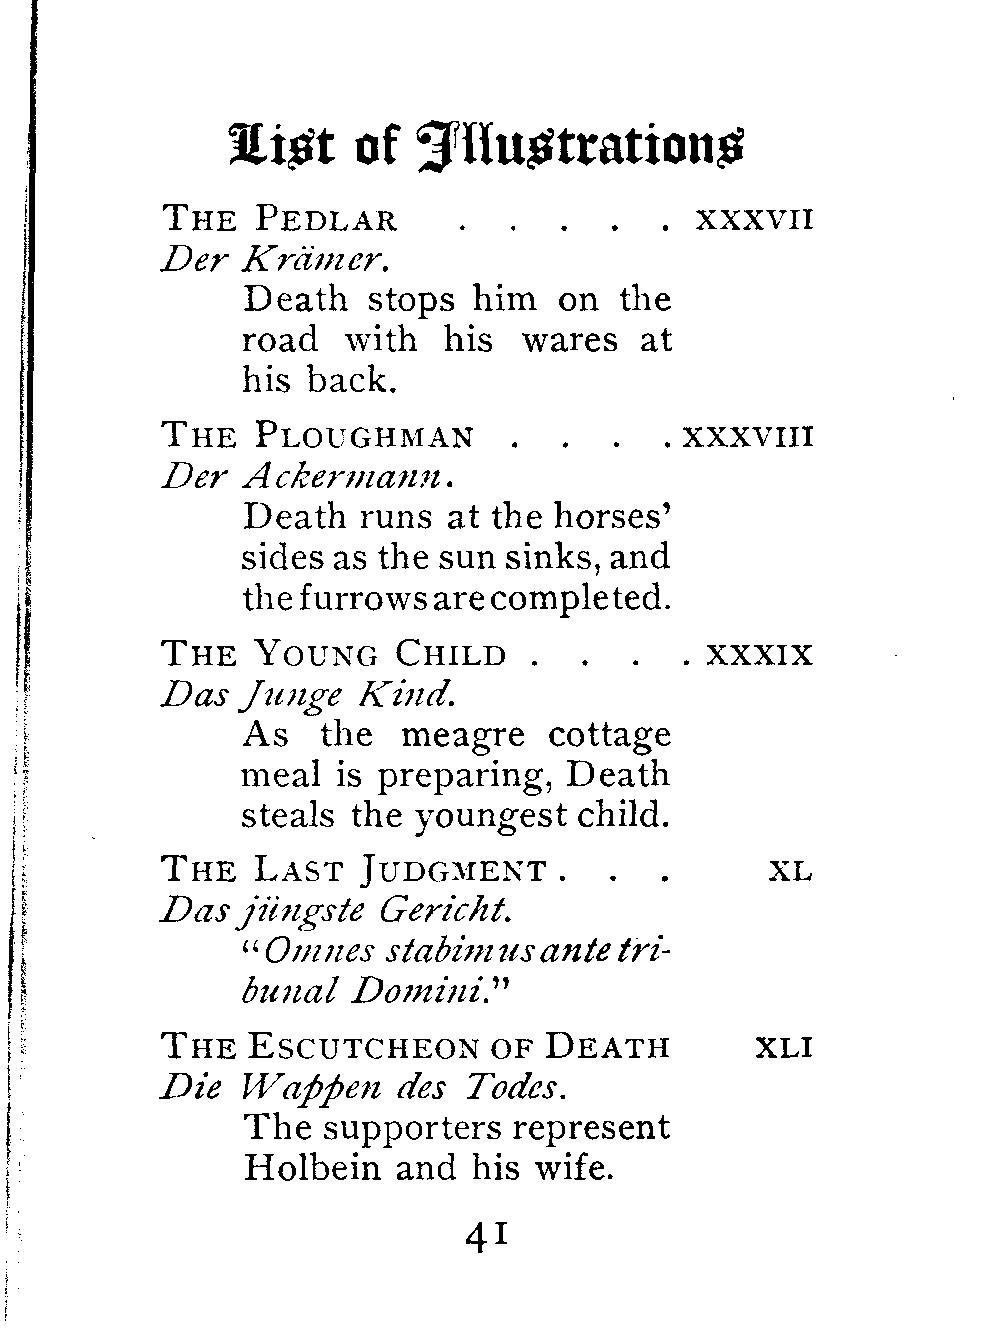 List of Illustrations
THE PEDLAR . . . . . XXXVII
Der Krämer.
Death stops him on the
road with his wares at
his back.
THE PLOUGHMAN . . . . XXXVIII
Der Ackermann.
Death runs at the horses'
sides as the sun sinks, and
the furrows are completed.
THE YOUNG CHILD . . . . XXXIX
Das Junge Kind.
As the meagre cottage
meal is preparing, Death
steals the youngest child.
THE LAST JUDGMENT . . . XL
Das jüngste Gericht.
"Omnes stabimus ante tri-
bunal Domini."
THE ESCUTCHEON OF DEATH XLI
Die Wappen des Todes.
The supporters represent
Holbein and his wife.
41